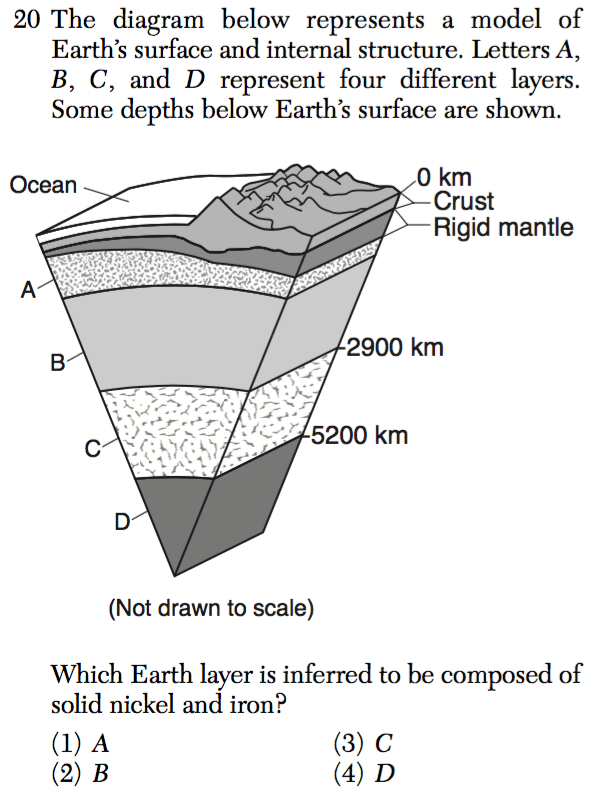 20 The diagram below represents a model of
Earth's surface and internal structure. Letters A,
B, C, and D represent four different layers.
Some depths below Earth's surface are shown.
Ocean
0 km
Crust
Rigid mantle
A
2900 km
B
5200 km
C
D
(Not drawn to scale)
Which Earth layer is inferred to be composed of
solid nickel and iron?
(1) A (3) C
(2) B (4) D